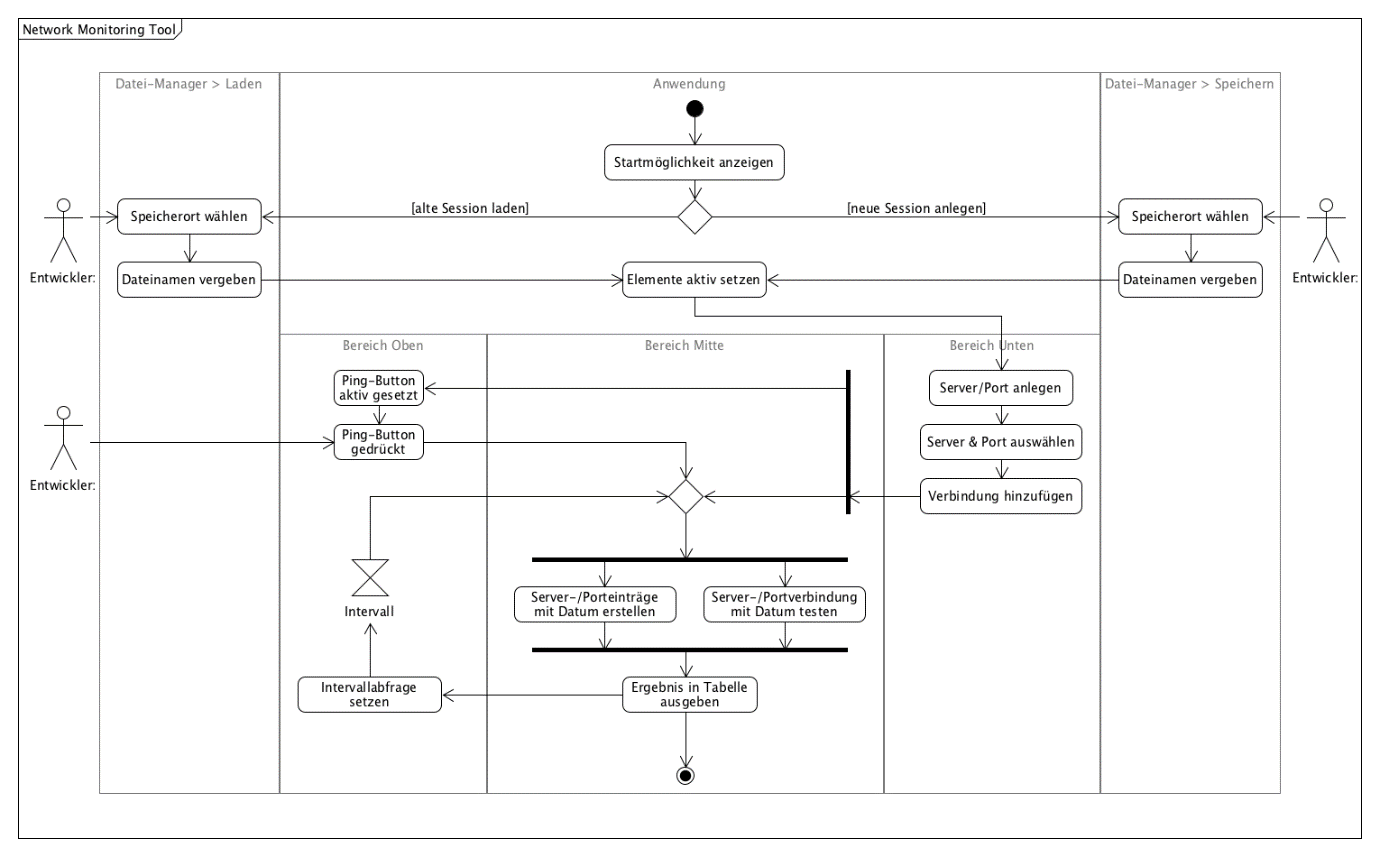 Network Monitoring Tool
Datei-Manager > Laden
Anwendung
Datei-Manager > Speichern
Startmöglichkeit anzeigen
[alte Session laden]
[neue Session anlegen]
Speicherort wählen
Speicherort wählen
Entwickler:
Dateinamen vergeben
Elemente aktiv setzen
Dateinamen vergeben
Entwickler:
Bereich Oben
Bereich Mitte
Bereich Unten
Ping-Button
aktiv gesetzt
Server/Port anlegen
Ping-Button
gedrückt
Server & Port auswählen
Entwickler:
Verbindung hinzufügen
Server-/Porteinträge
mit Datum erstellen
Server-/Portverbindung
mit Datum testen
Intervall
Intervallabfrage
setzen
Ergebnis in Tabelle
ausgeben